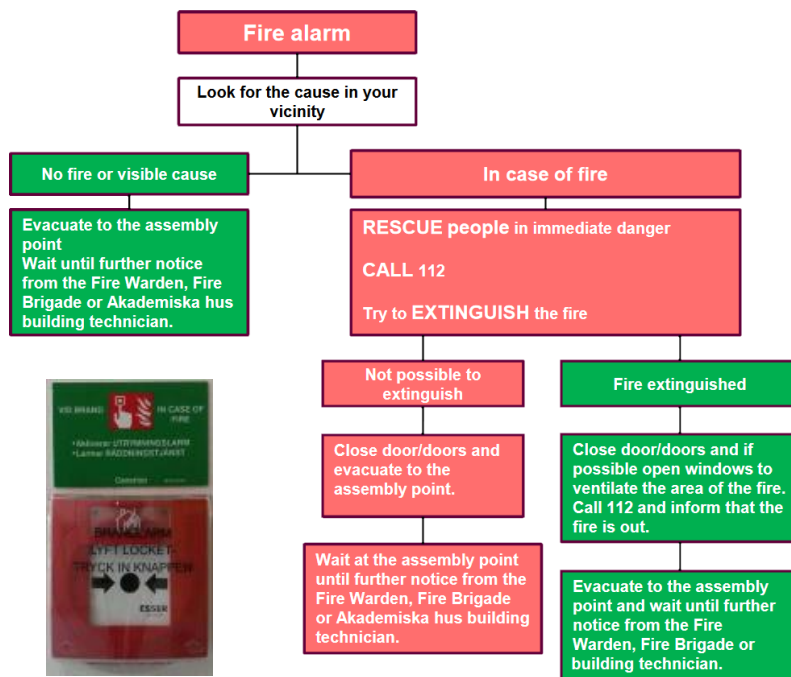 Fire alarm
Look for the cause in your
vicinity
No fire or visible cause
In case of fire
Evacuate to the assembly
point
Wait until further notice
from the Fire Warden, Fire
Brigade or Akademiska hus
building technician.
RESCUE people in immediate danger
CALL 112
Try to EXTINGUISH the fire
Not possible to
extinguish
Fire extinguished
Close door/doors and
evacuate to the
assembly point.
Close door/doors and if
possible open windows to
ventilate the area of the fire.
Call 112 and inform that the
fire is out.
Wait at the assembly point
until further notice from the
Fire Warden, Fire Brigade
or Akademiska hus building
technician.
Evacuate to the assembly
point and wait until further
notice from the Fire
Warden, Fire Brigade or
building technician.
VID BRAND
IN CASE OF
FIRE
•Aktiverar UTRYMNINGSLARM
•Larmar RÄDDNINGSTJÄNST
BRANDLARM
LYFT LOCKET-
TRYCK IN KNAPPEN
ESSER